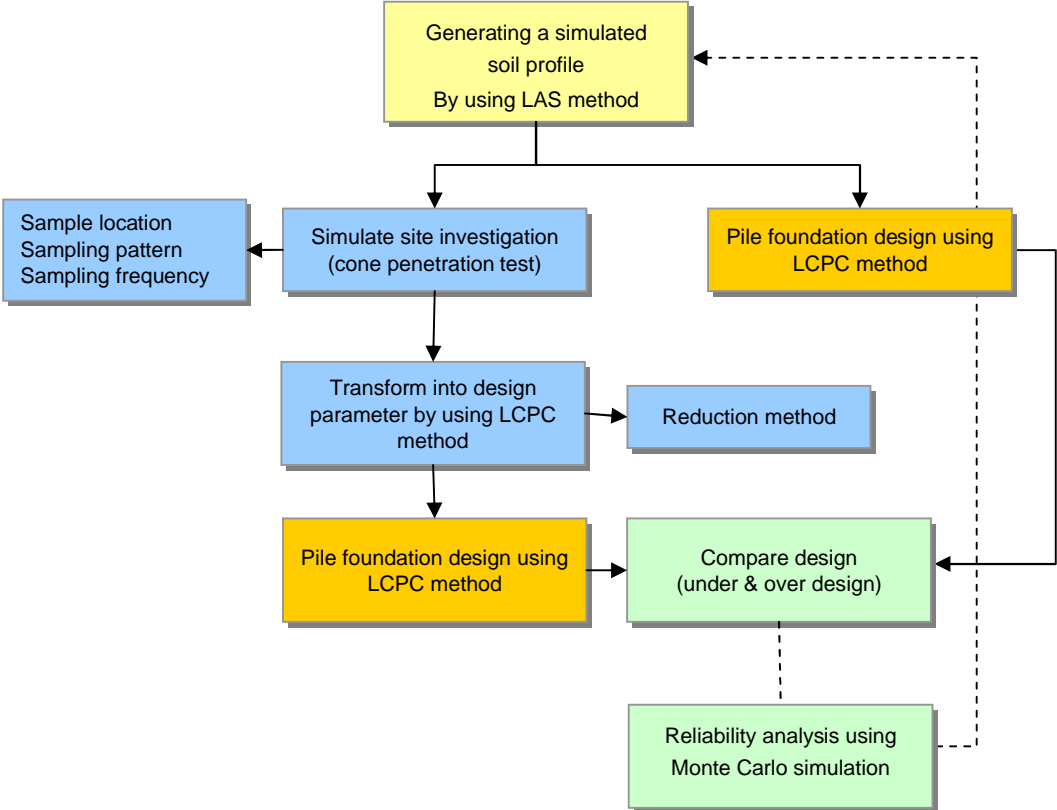 Generating a simulated
soil profile
By using LAS method
Sample location
Sampling pattern
Sampling frequency
Simulate site investigation
(cone penetration test)
Pile foundation design using
LCPC method
Transform into design
parameter by using LCPC
method
Reduction method
Pile foundation design using
LCPC method
Compare design
(under & over design)
Reliability analysis using
Monte Carlo simulation